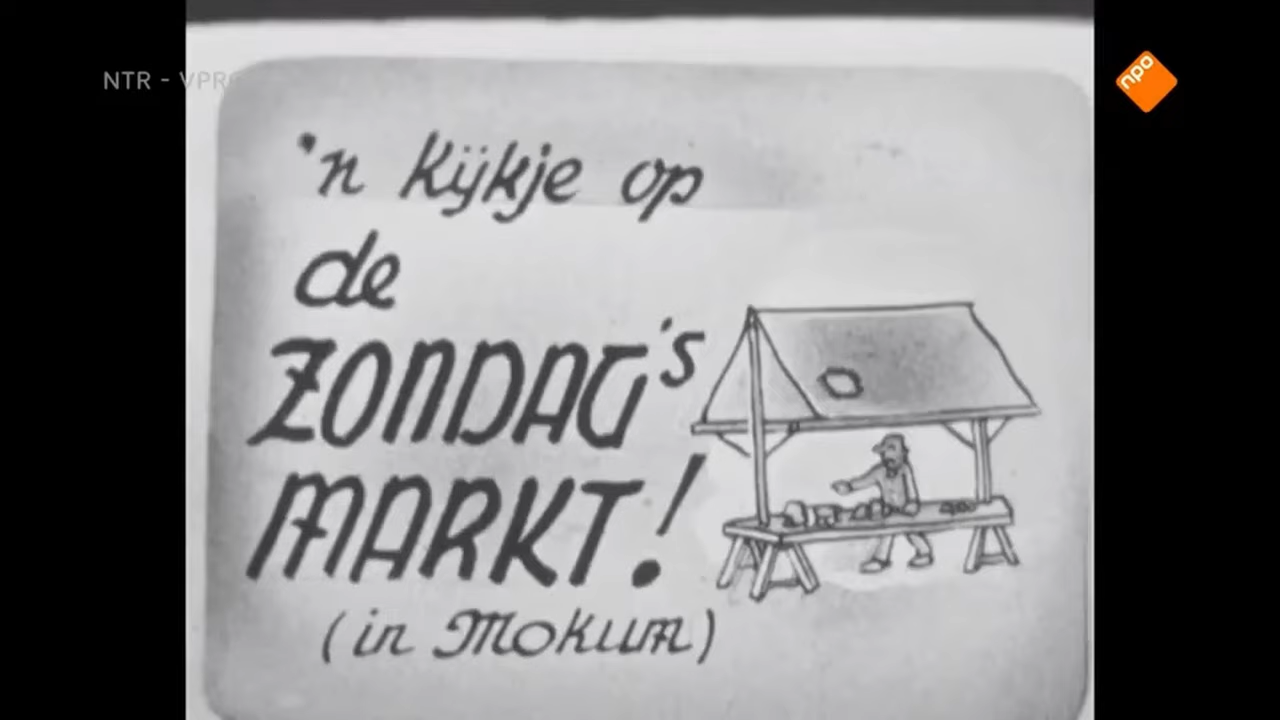 NTR - VPRO
npo
'n Kijkje op
de
ZONDAG's
MARKT!
(in Mokum)